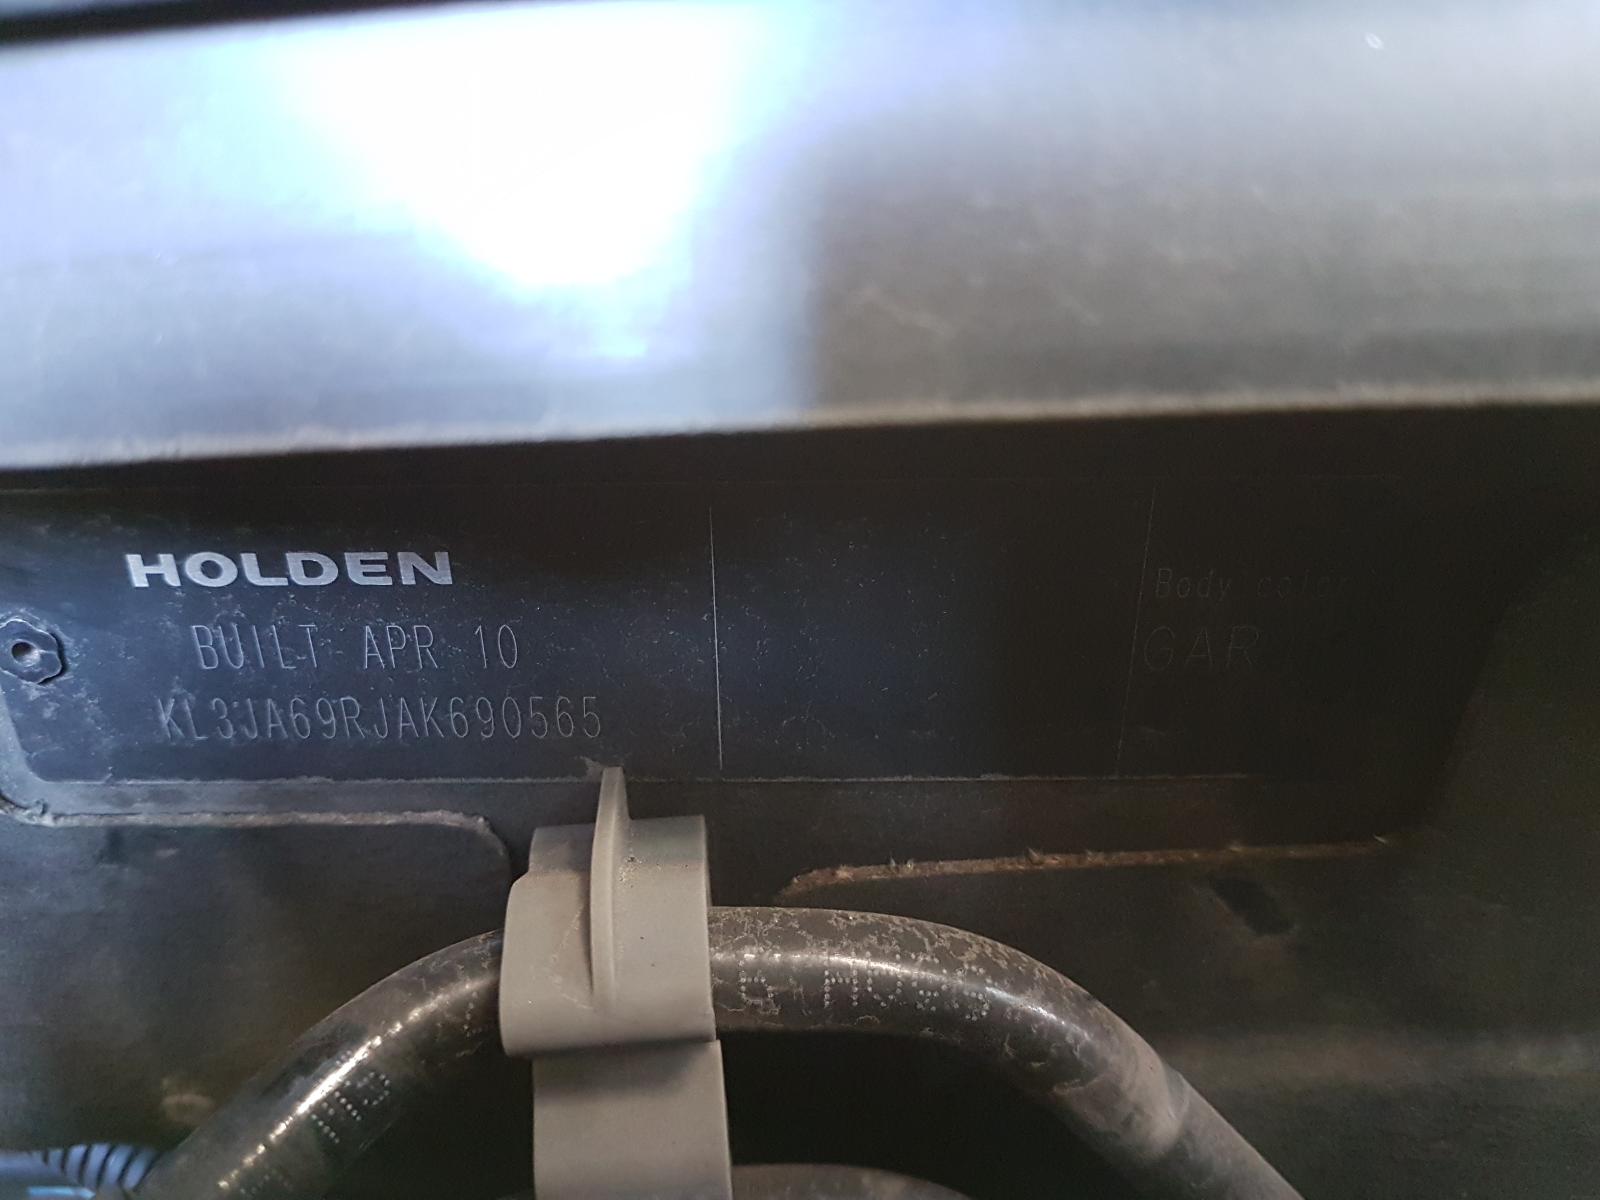 HOLDEN
BUILT APR 10
KL3JA69RJAK690565
Body color
GAR